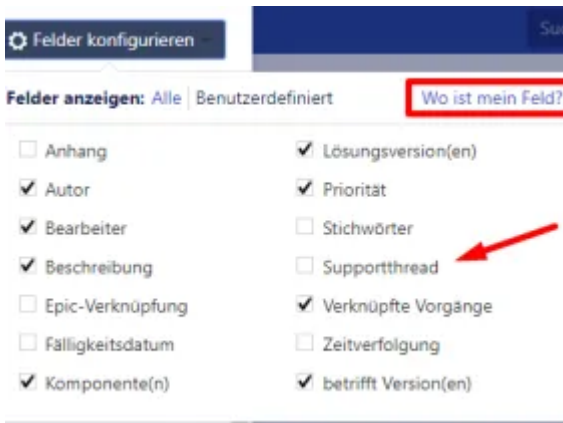 Felder konfigurieren
Su
Felder anzeigen: Alle Benutzerdefiniert Wo ist mein Feld?
Anhang
Autor
Bearbeiter
Beschreibung
Epic-Verknüpfung
Fälligkeitsdatum
Komponente(n)
Lösungsversion(en)
Priorität
Stichwörter
Supportthread
Verknüpfte Vorgänge
Zeitverfolgung
betrifft Version(en)